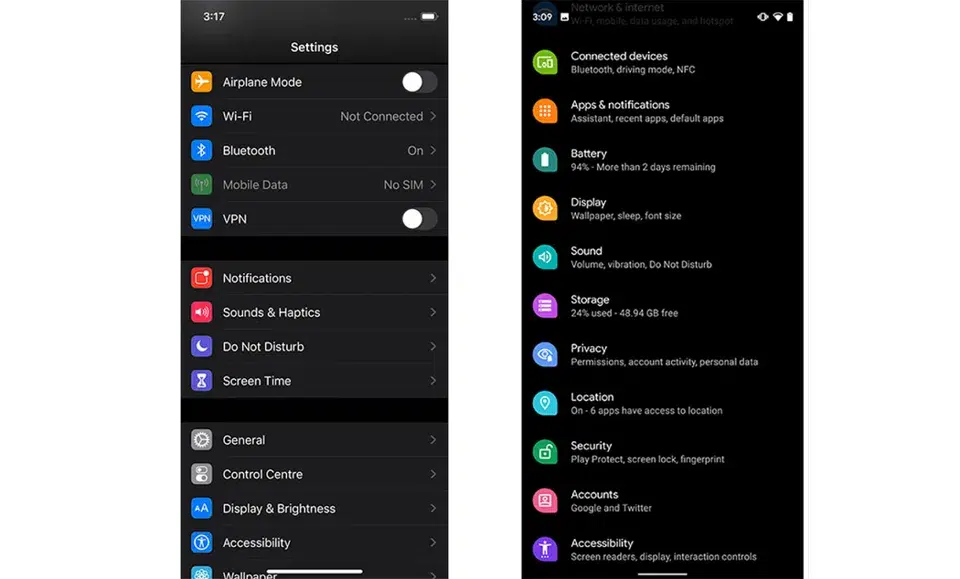 3:17
Settings
Airplane Mode
Wi-Fi
Not Connected
Bluetooth
On
Mobile Data
No SIM
VPN
VPN
Notifications
Sounds & Haptics
Do Not Disturb
Screen Time
General
Control Centre
AA
Display & Brightness
Accessibility
Wallpaper
3:09
Network & internet
Wi-Fi, mobile, data usage, and hotspot
Connected devices
Bluetooth, driving mode, NFC
Apps & notifications
Assistant, recent apps, default apps
Battery
94% - More than 2 days remaining
Display
Wallpaper, sleep, font size
Sound
Volume, vibration, Do Not Disturb
Storage
24% used - 48.94 GB free
Privacy
Permissions, account activity, personal data
Location
On - 6 apps have access to location
Security
Play Protect, screen lock, fingerprint
Accounts
Google and Twitter
Accessibility
Screen readers, display, interaction controls